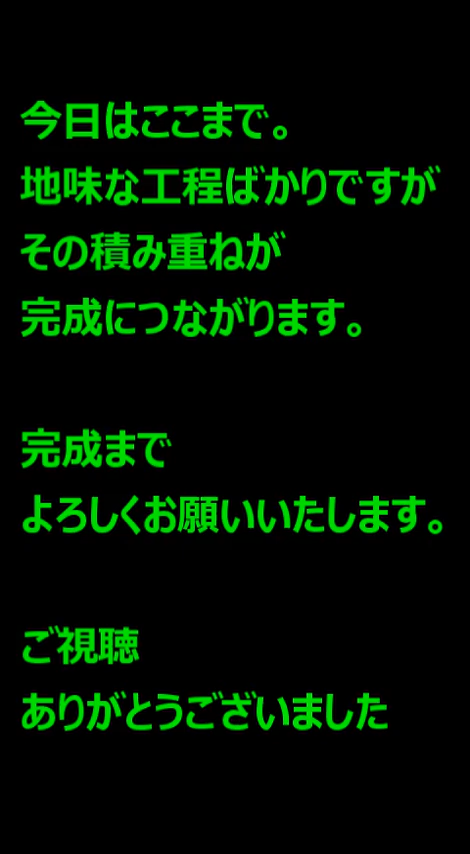 今日はここまで。
地味な工程ばかりですが
その積み重ねが
完成につながります。
完成まで
よろしくお願いいたします。
ご視聴
ありがとうございました